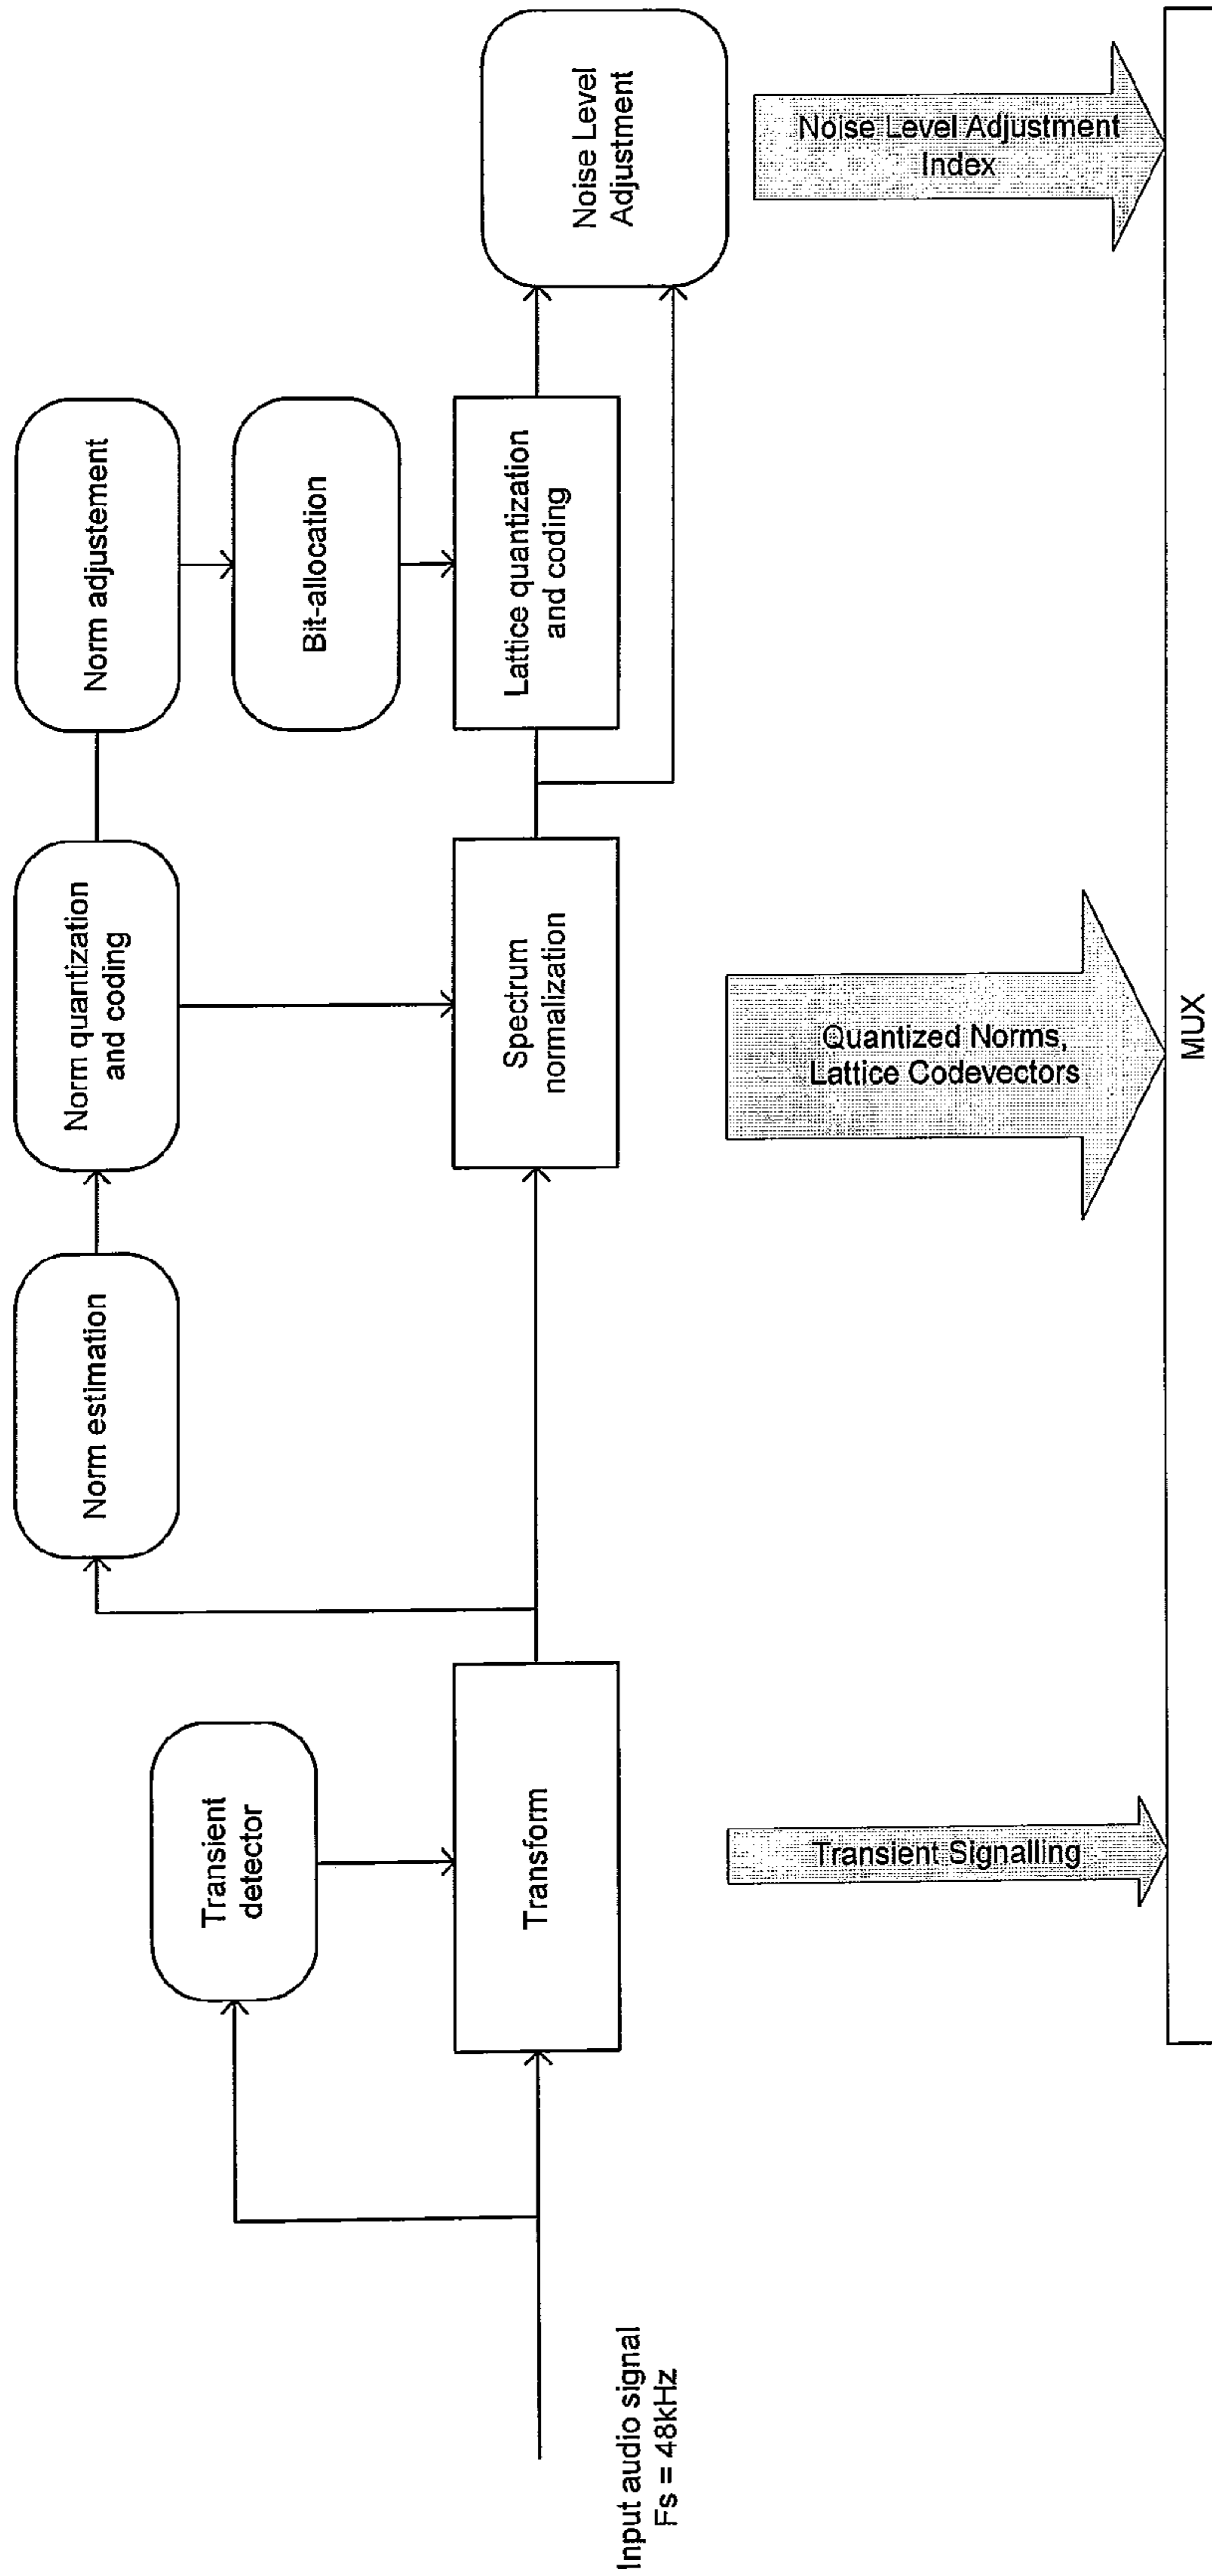 Input audio signal
Fs = 48kHz
Transient
detector
Transform
Norm estimation
Norm quantization
and coding
Spectrum
normalization
Norm adjustement
Bit-allocation
Lattice quantization
and coding
Noise Level
Adjustment
Transient Signalling
Quantized Norms,
Lattice Codevectors
Noise Level Adjustment
Index
MUX